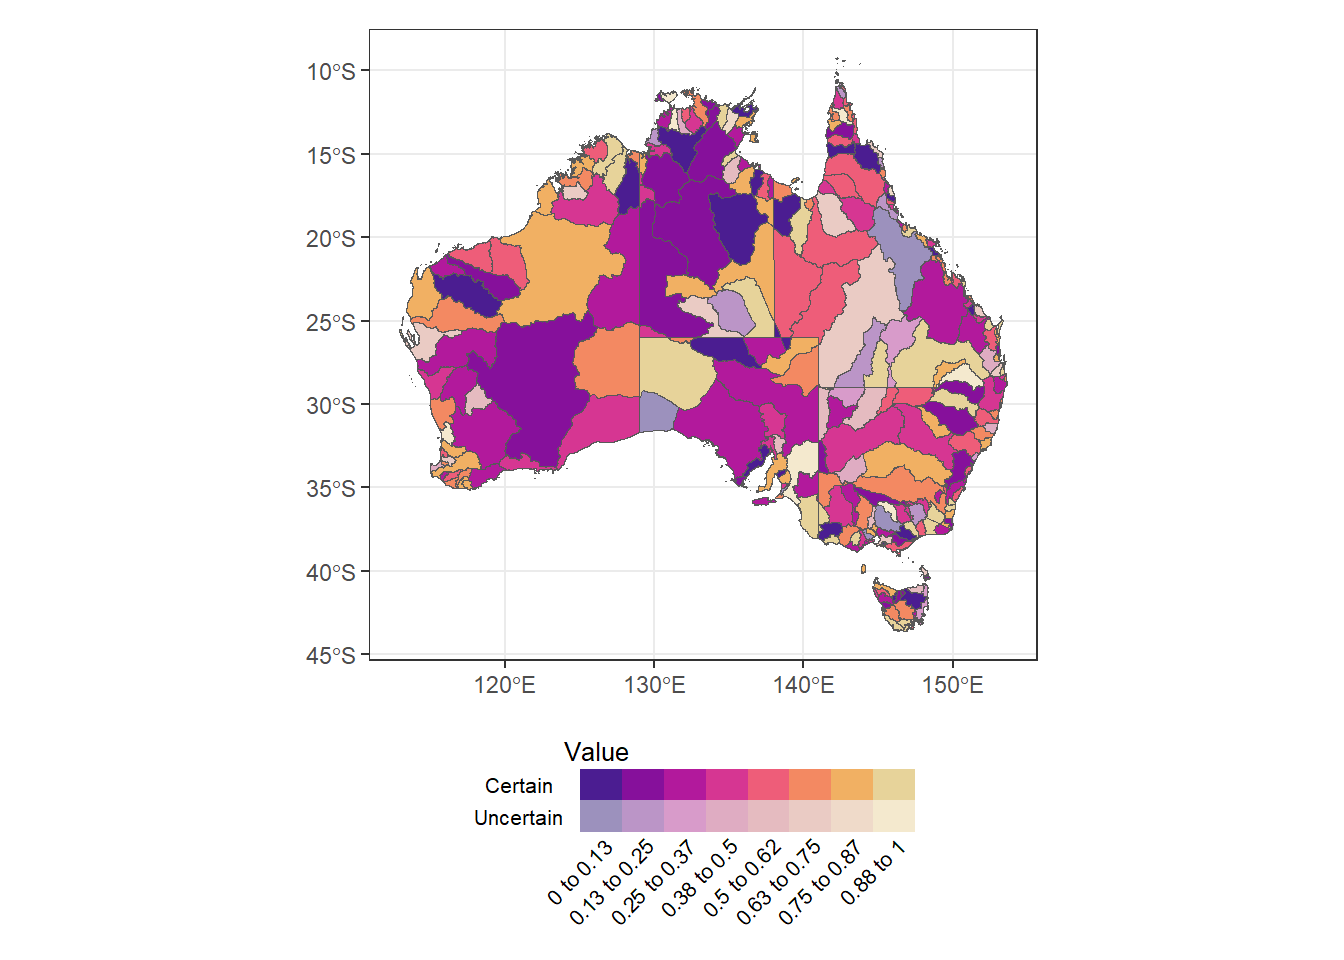 10°S
15°S
20°S
25°S
30°S
35°S
40°S
45°S
120°E 130°E 140°E 150°E
Value
Certain
Uncertain
0 to 0.13
0.13 to 0.25
0.25 to 0.37
0.38 to 0.5
0.5 to 0.62
0.63 to 0.75
0.75 to 0.87
0.88 to 1